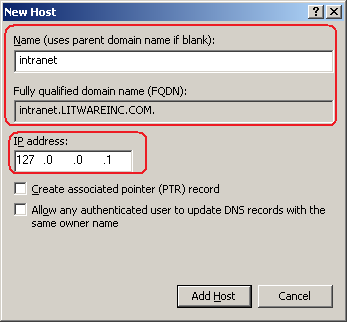 New Host
Name (uses parent domain name if blank):
intranet
Fully qualified domain name (FQDN):
intranet.LITWAREINC.COM.
IP address:
127 .0 .0 .1
Create associated pointer (PTR) record
Allow any authenticated user to update DNS records with the
same owner name
Add Host
Cancel